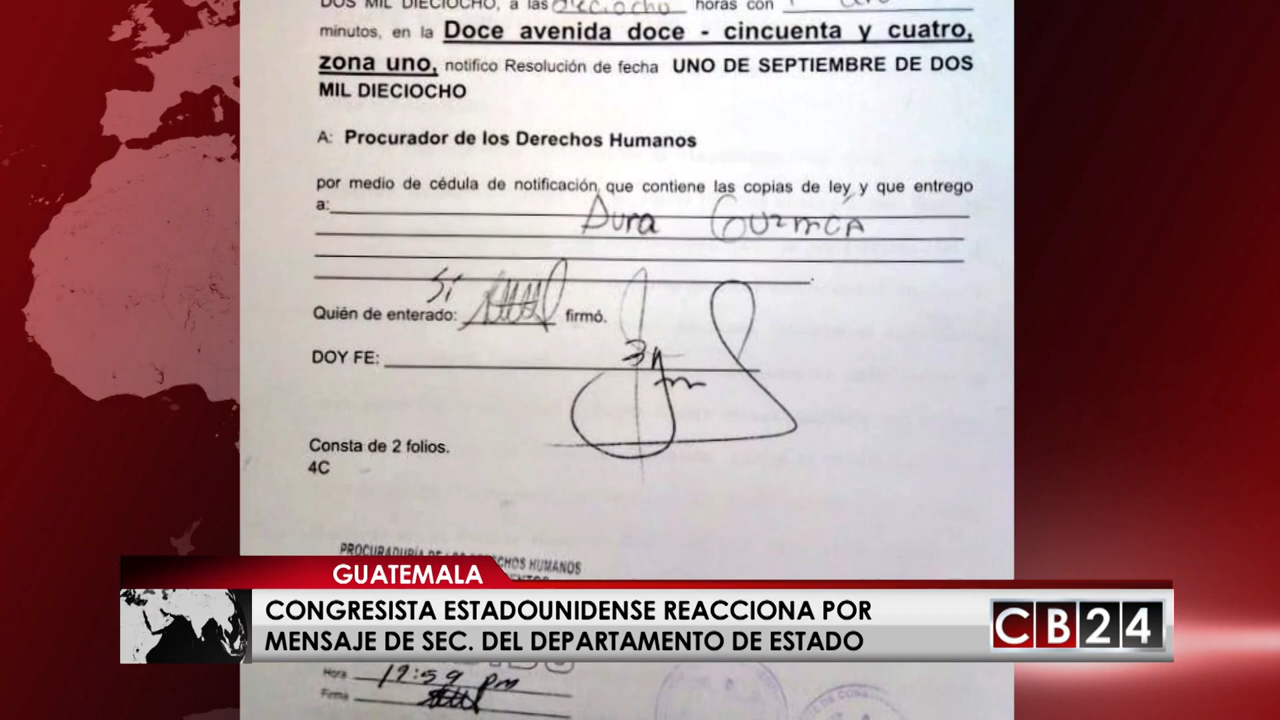 DOS MIL DIECIOCHO, a las dieciocho horas con
minutos, en la Doce avenida doce - cincuenta y cuatro,
zona uno, notifico Resolución de fecha UNO DE SEPTIEMBRE DE DOS
MIL DIECIOCHO
A: Procurador de los Derechos Humanos
por medio de cédula de notificación, que contiene las copias de ley y que entrego
a: Aura Guzmán
Si
Quién de enterado: firmó.
DOY FE:
Consta de 2 folios.
4C
PROCURADURÍA DE LOS DERECHOS HUMANOS
GUATEMALA
CONGRESISTA ESTADOUNIDENSE REACCIONA POR
MENSAJE DE SEC. DEL DEPARTAMENTO DE ESTADO
CB24
Hora :59 pm
Firma